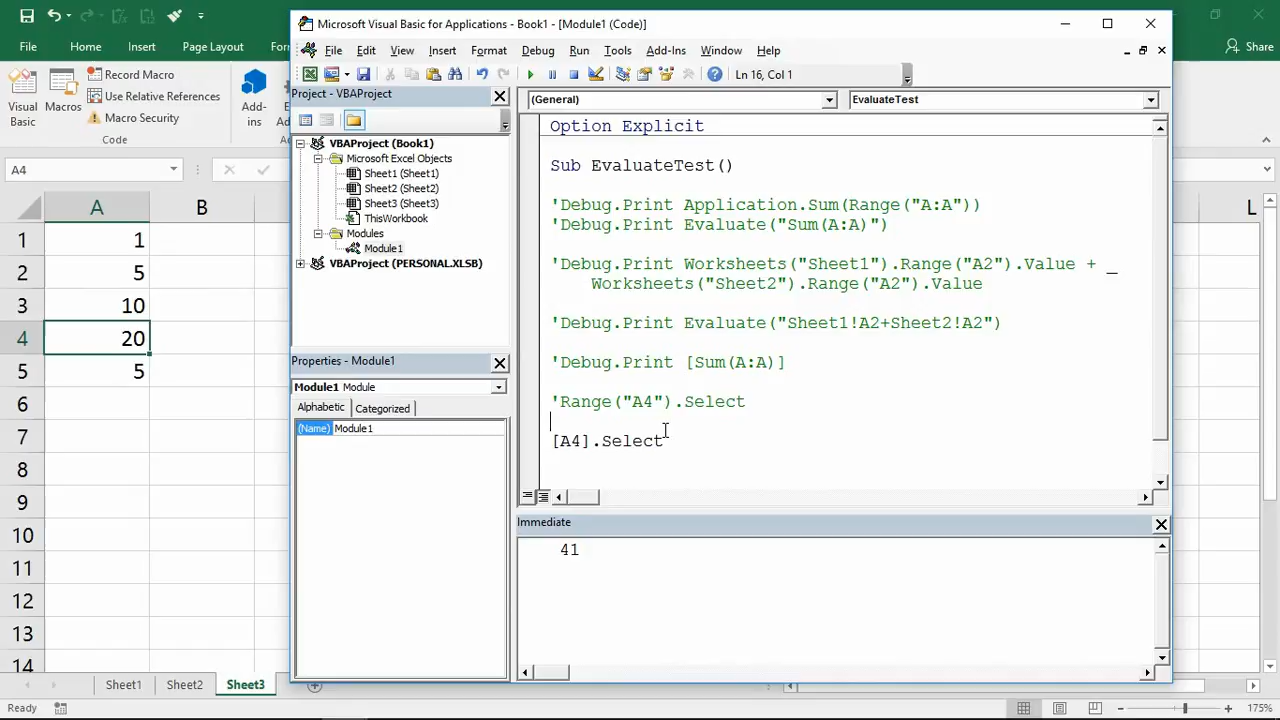 Microsoft Visual Basic for Applications - Book1 - [Module1 (Code)]
File Home Insert Page Layout For Share
File Edit View Insert Format Debug Run Tools Add-Ins Window Help
Ln 16, Col 1
Visual Basic
Macros
Record Macro
Use Relative References
Macro Security
Code
Add-ins
E
A4
Project - VBAProject
VBAProject (Book1)
Microsoft Excel Objects
Sheet1 (Sheet1)
Sheet2 (Sheet2)
Sheet3 (Sheet3)
ThisWorkbook
Modules
Module1
VBAProject (PERSONAL.XLSB)
Properties - Module1
Module1 Module
Alphabetic Categorized
(Name) Module1
(General) EvaluateTest
Option Explicit
Sub EvaluateTest()
'Debug.Print Application.Sum(Range("A:A"))
'Debug.Print Evaluate("Sum(A:A)")
'Debug.Print Worksheets("Sheet1").Range("A2").Value + _
Worksheets("Sheet2").Range("A2").Value
'Debug.Print Evaluate("Sheet1!A2+Sheet2!A2")
'Debug.Print [Sum(A:A)]
'Range("A4").Select
[A4].Select
Immediate
41
A B L
1 1
2 5
3 10
4 20
5 5
6
7
8
9
10
11
12
13
14
Sheet1 Sheet2 Sheet3
Ready 175%